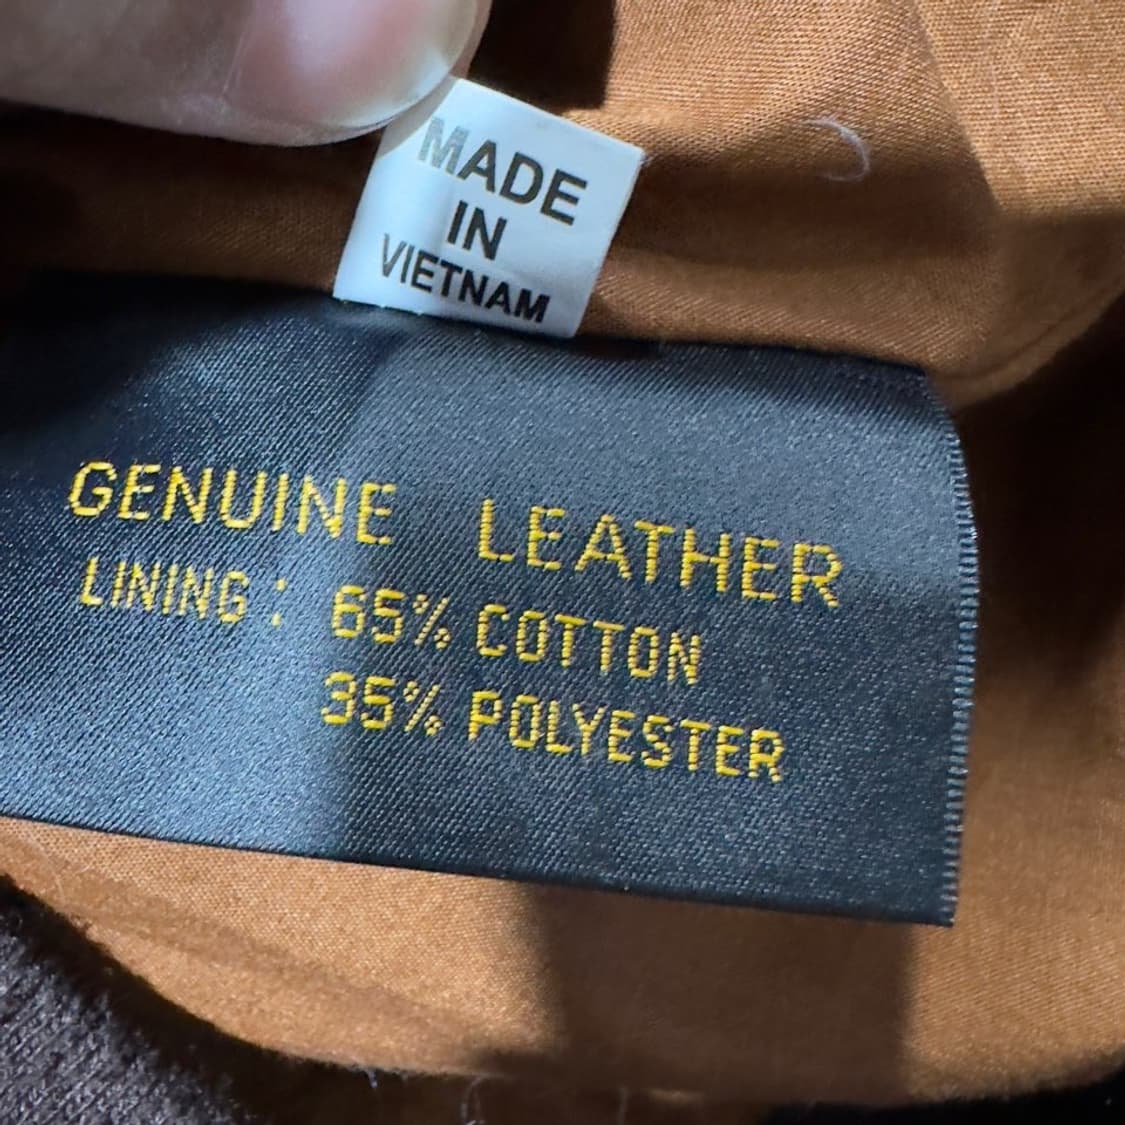 MADE
IN
VIETNAM
GENUINE LEATHER
LINING: 65% COTTON
35% POLYESTER